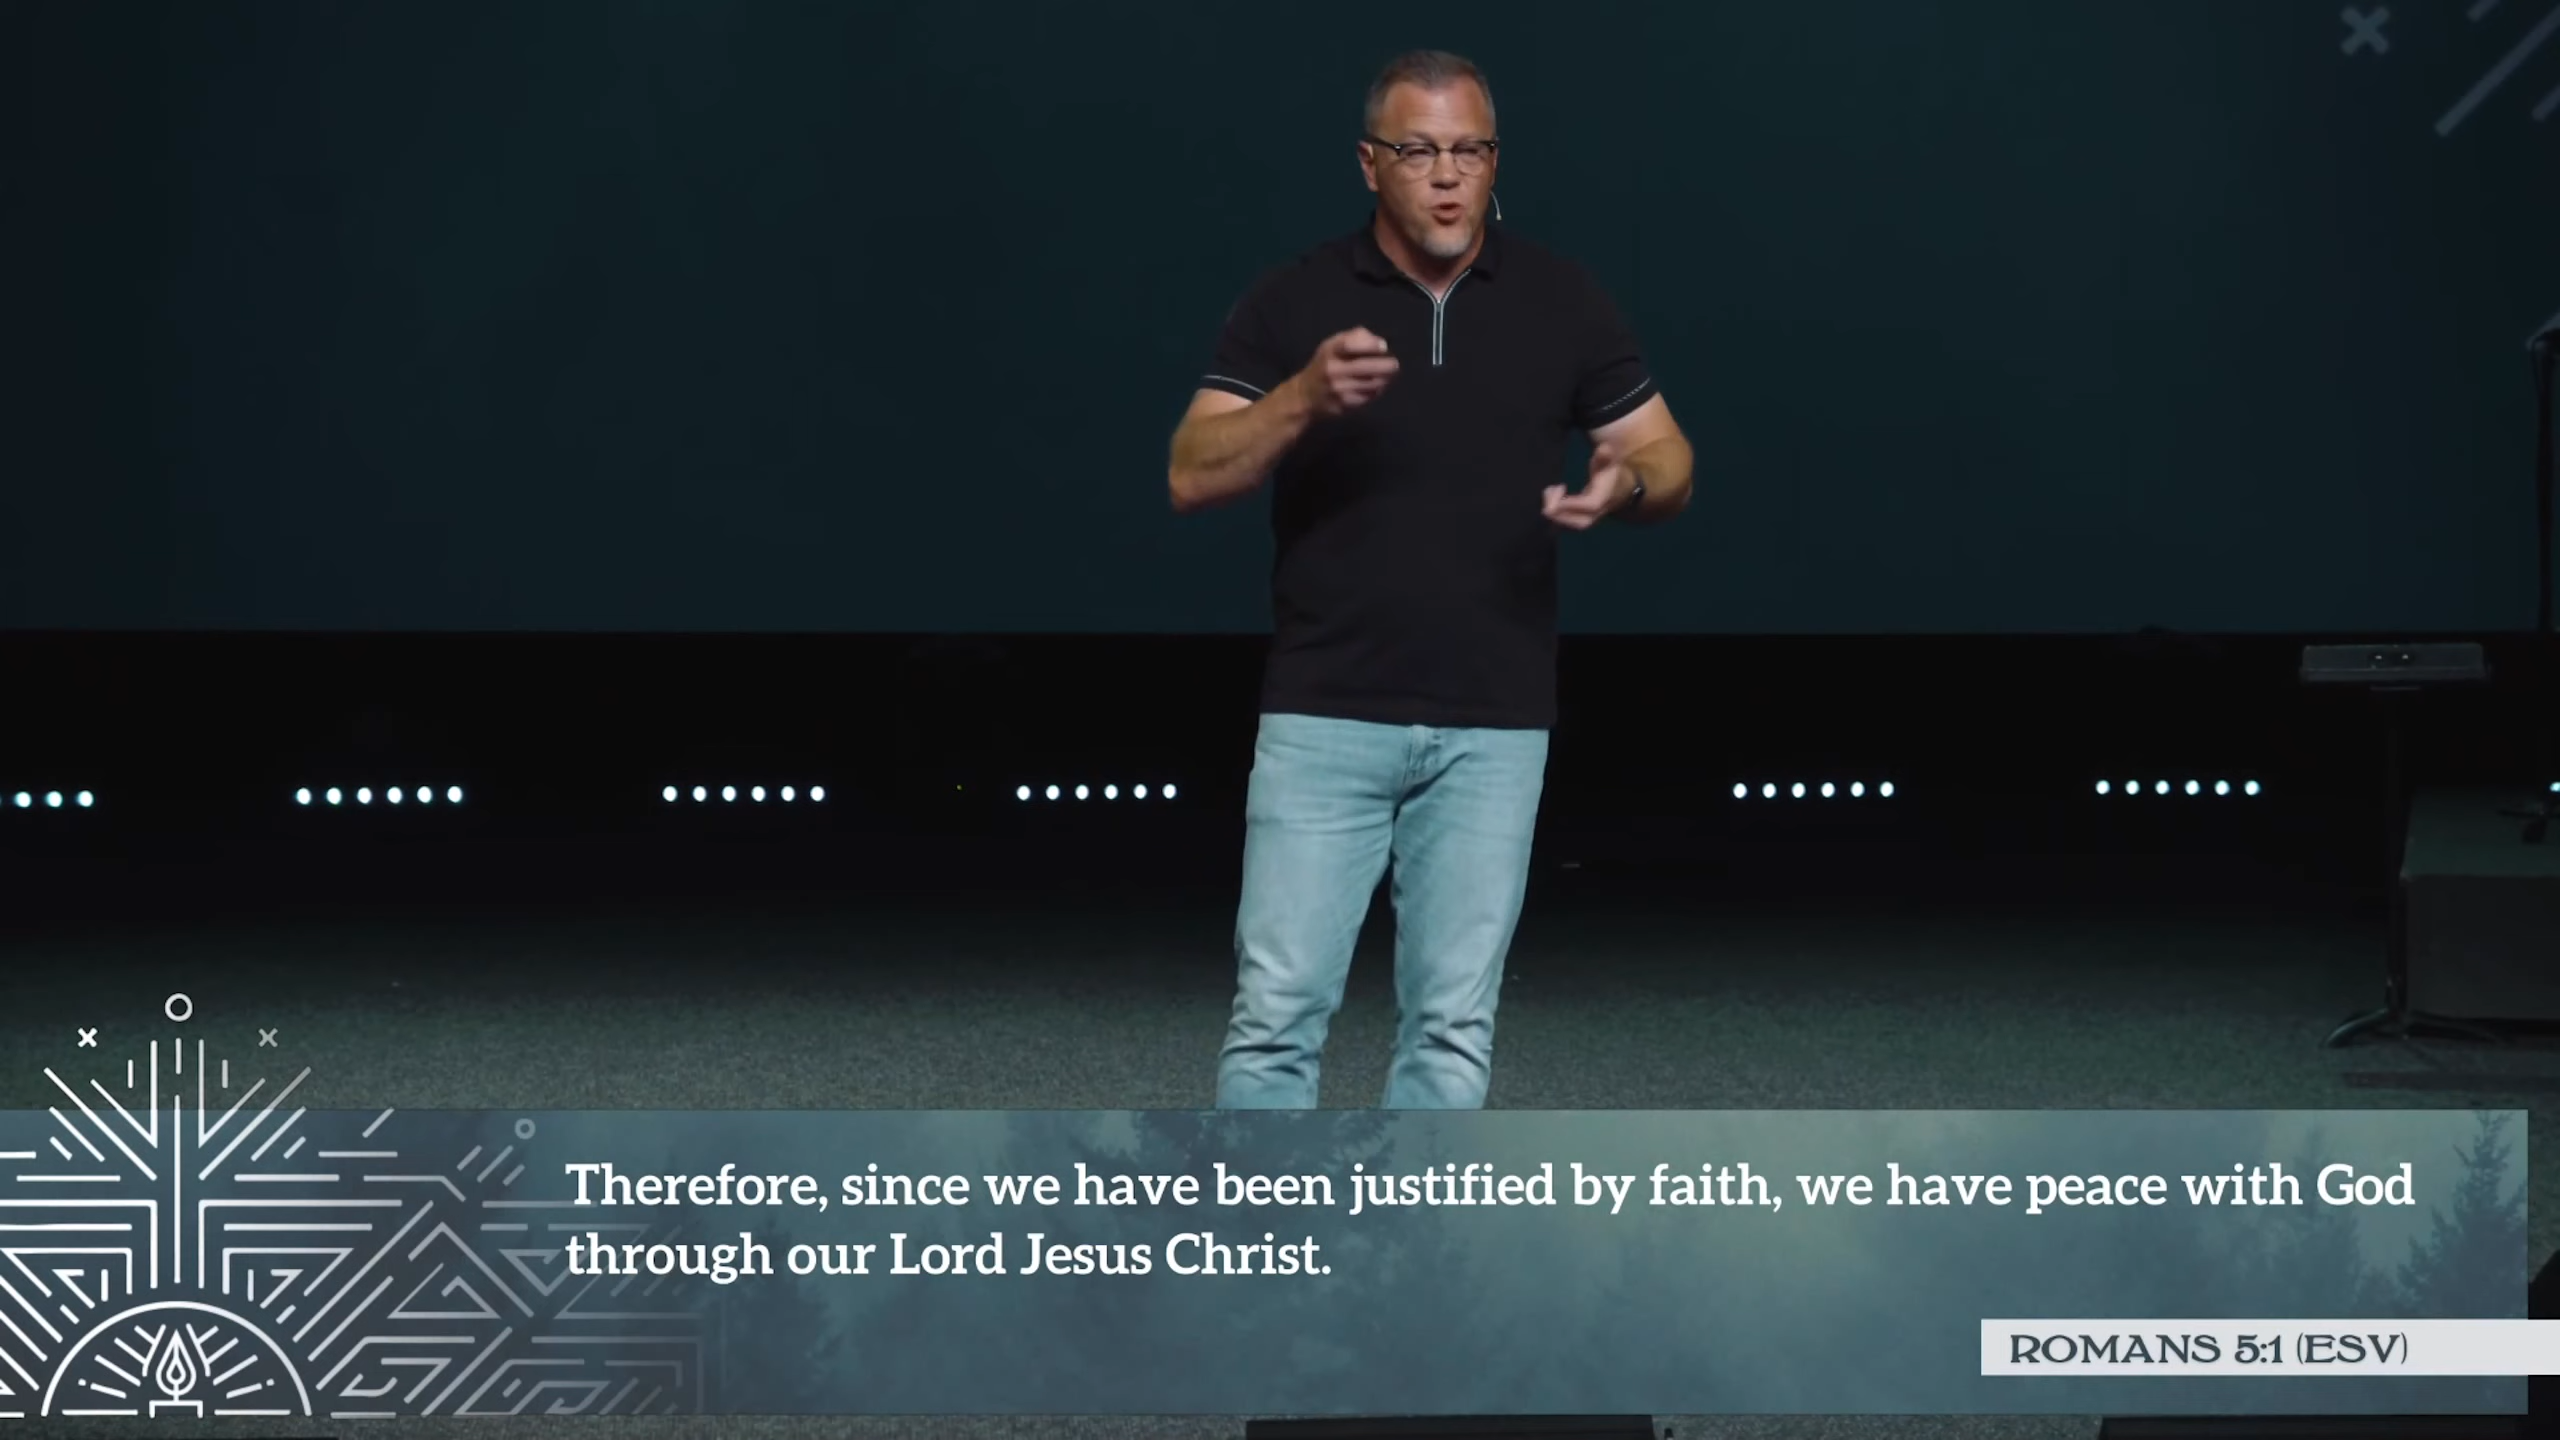 Therefore, since we have been justified by faith, we have peace with God
through our Lord Jesus Christ.
ROMANS 5:1 (ESV)